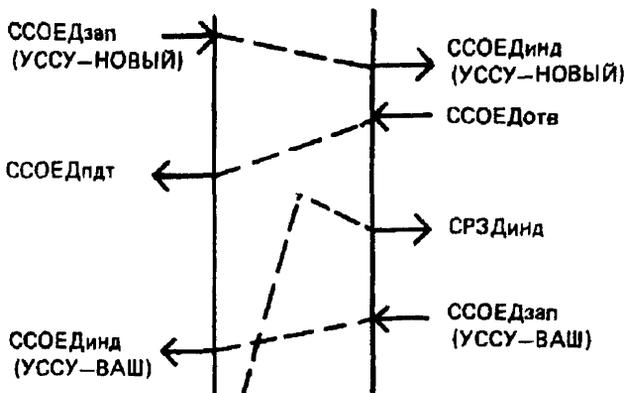 ССОЕДзап
(УССУ—НОВЫЙ)
ССОЕДинд
(УССУ—НОВЫЙ)
ССОЕДотв
ССОЕДпдт
СРЗДинд
ССОЕДзап
(УССУ—ВАШ)
ССОЕДинд
(УССУ—ВАШ)